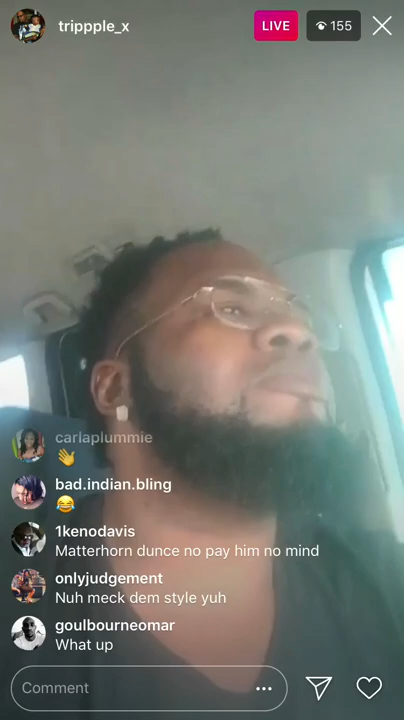 trippple_x
LIVE
155
carlaplummie
👋
bad.indian.bling
😂
1kenodavis
Matterhorn dunce no pay him no mind
onlyjudgement
Nuh meck dem style yuh
goulbourneomar
What up
Comment